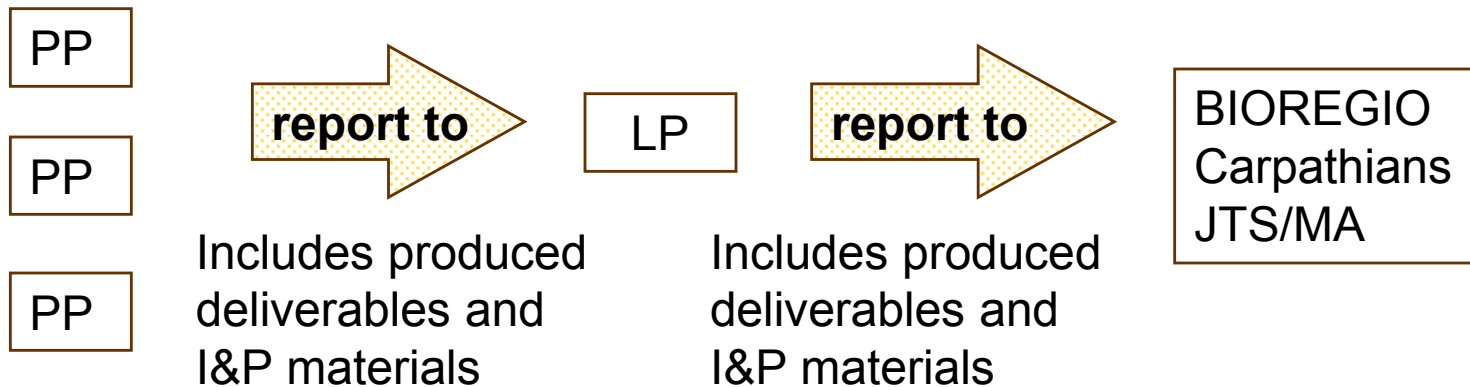 PP
PP
PP
report to
Includes produced
deliverables and
I&P materials
LP
report to
Includes produced
deliverables and
I&P materials
BIOREGIO
Carpathians
JTS/MA